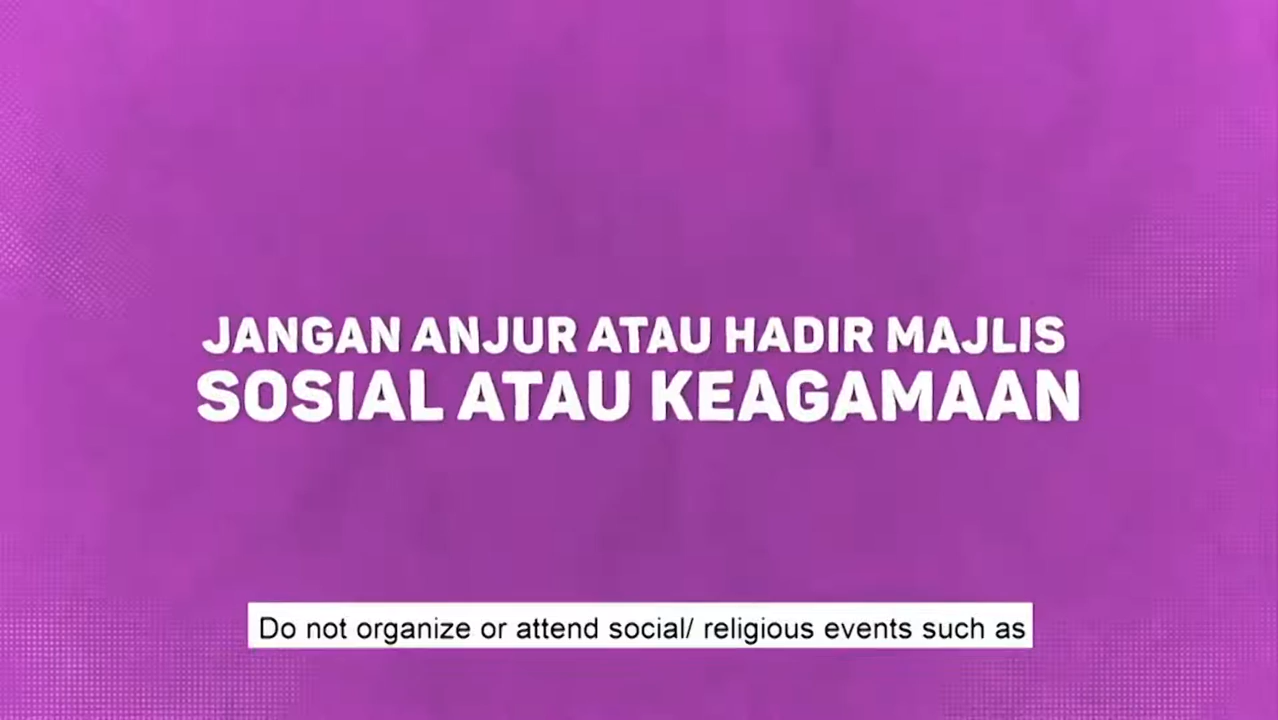 JANGAN ANJUR ATAU HADIR MAJLIS
SOSIAL ATAU KEAGAMAAN
Do not organize or attend social/ religious events such as